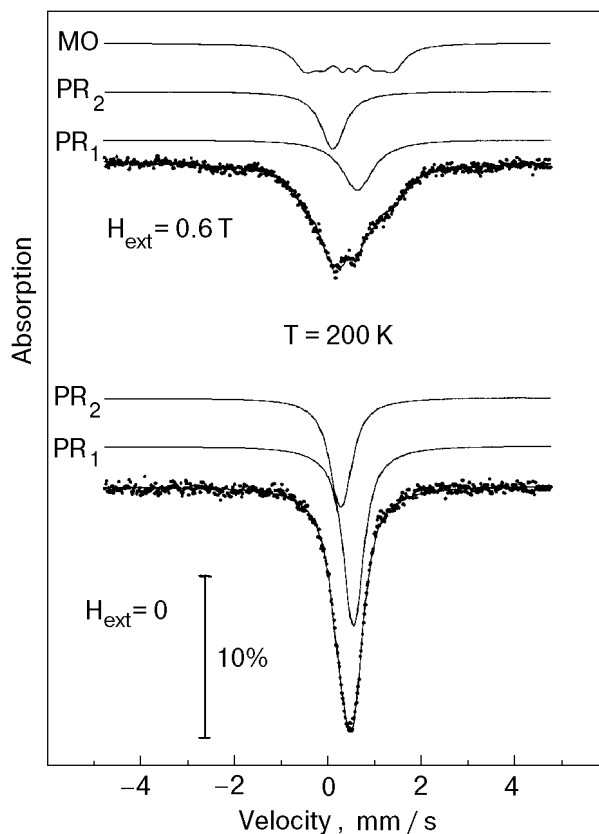 MO
PR2
PR1
Hext = 0.6 T
T = 200 K
Absorption
PR2
PR1
Hext = 0
10%
−4 −2 0 2 4
Velocity , mm / s